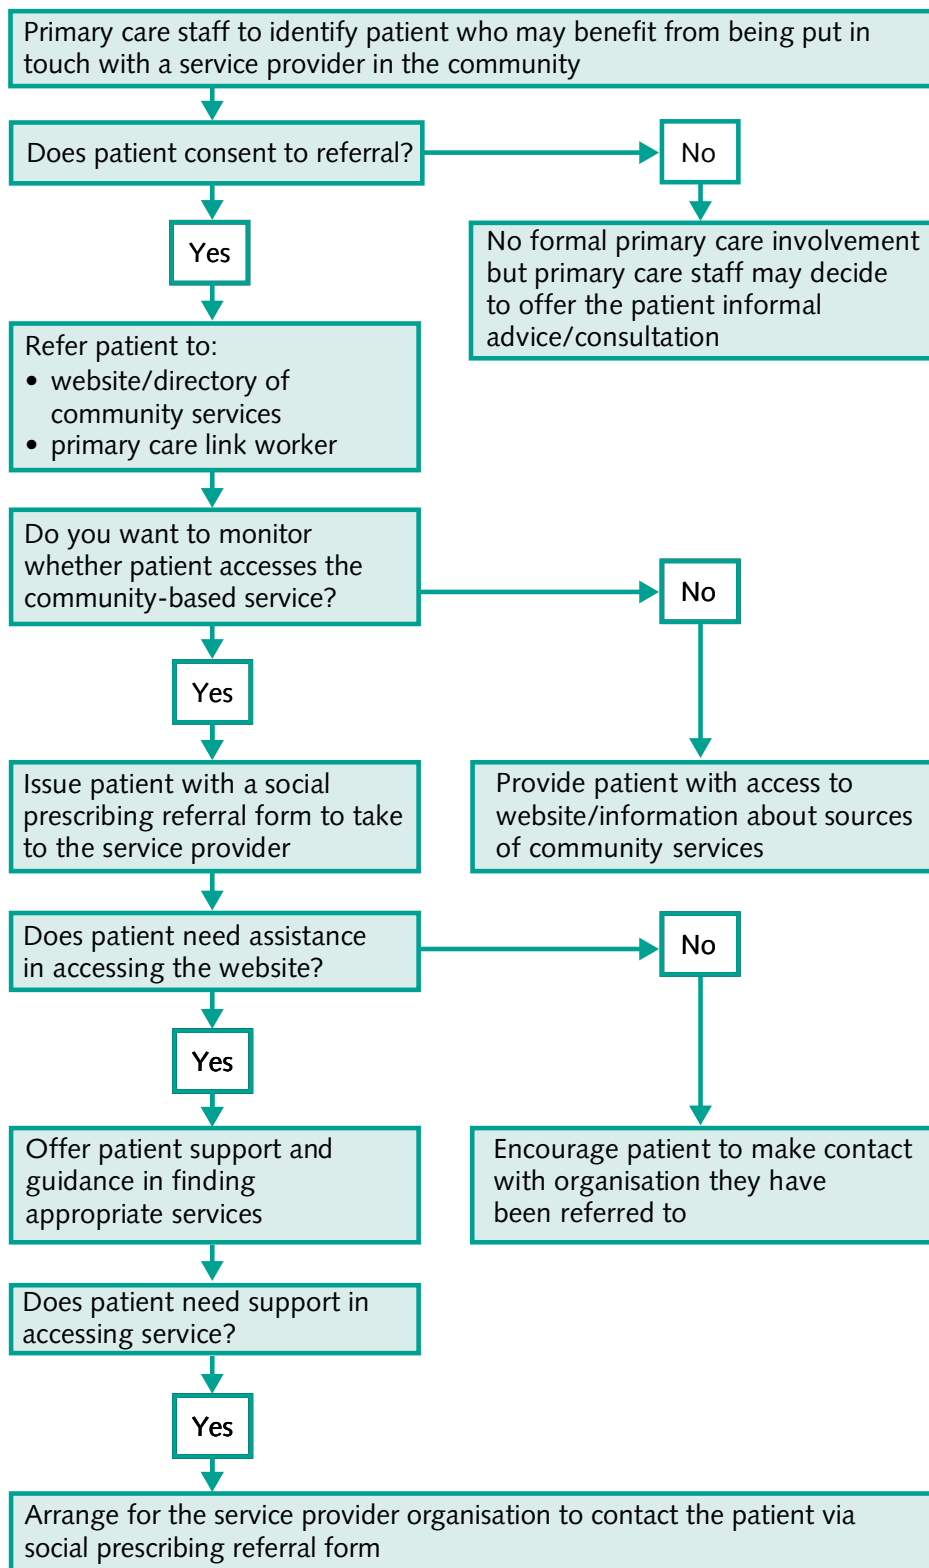 Primary care staff to identify patient who may benefit from being put in
touch with a service provider in the community
Does patient consent to referral?
No
Yes
No formal primary care involvement
but primary care staff may decide
to offer the patient informal
advice/consultation
Refer patient to:
• website/directory of
community services
• primary care link worker
Do you want to monitor
whether patient accesses the
community-based service?
No
Yes
Issue patient with a social
prescribing referral form to take
to the service provider
Provide patient with access to
website/information about sources
of community services
Does patient need assistance
in accessing the website?
No
Yes
Offer patient support and
guidance in finding
appropriate services
Encourage patient to make contact
with organisation they have
been referred to
Does patient need support in
accessing service?
Yes
Arrange for the service provider organisation to contact the patient via
social prescribing referral form